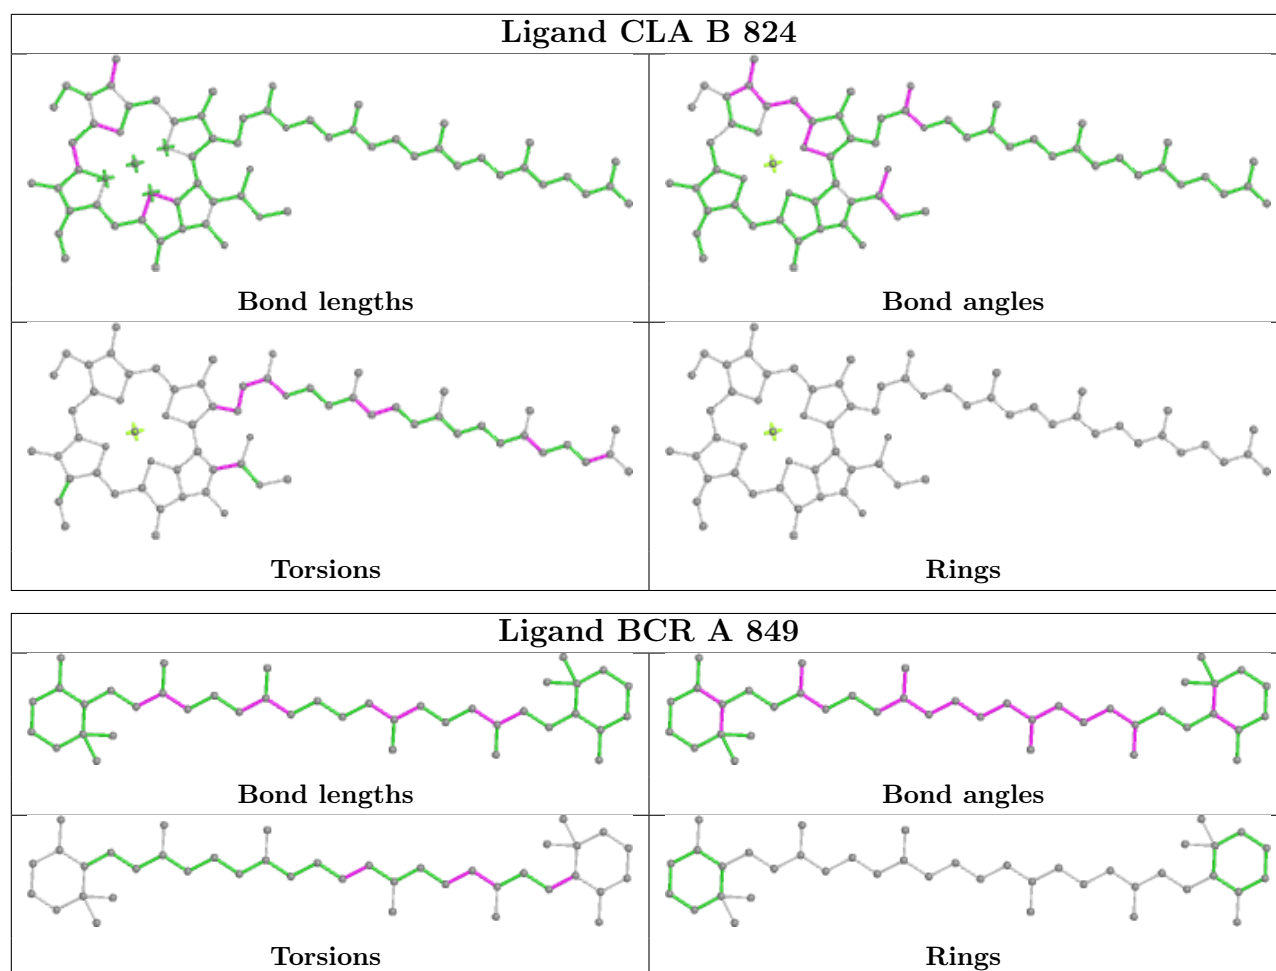 Ligand CLA B 824
Bond lengths
Bond angles
Torsions
Rings
Ligand BCR A 849
Bond lengths
Bond angles
Torsions
Rings